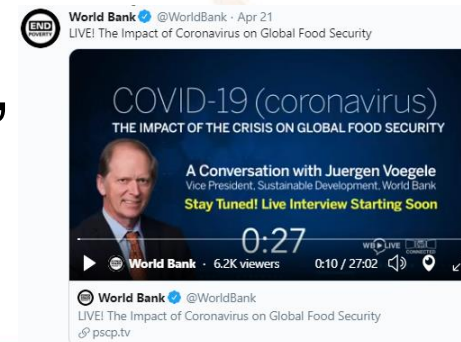 END
POVERTY
World Bank @WorldBank · Apr 21
LIVE! The Impact of Coronavirus on Global Food Security
COVID-19 (coronavirus)
THE IMPACT OF THE CRISIS ON GLOBAL FOOD SECURITY
A Conversation with Juergen Voegele
Vice President, Sustainable Development, World Bank
Stay Tuned! Live Interview Starting Soon
0:27
WB LIVE
CONNECTED
World Bank · 6.2K viewers 0:10 / 27:02
World Bank @WorldBank
LIVE! The Impact of Coronavirus on Global Food Security
pscp.tv